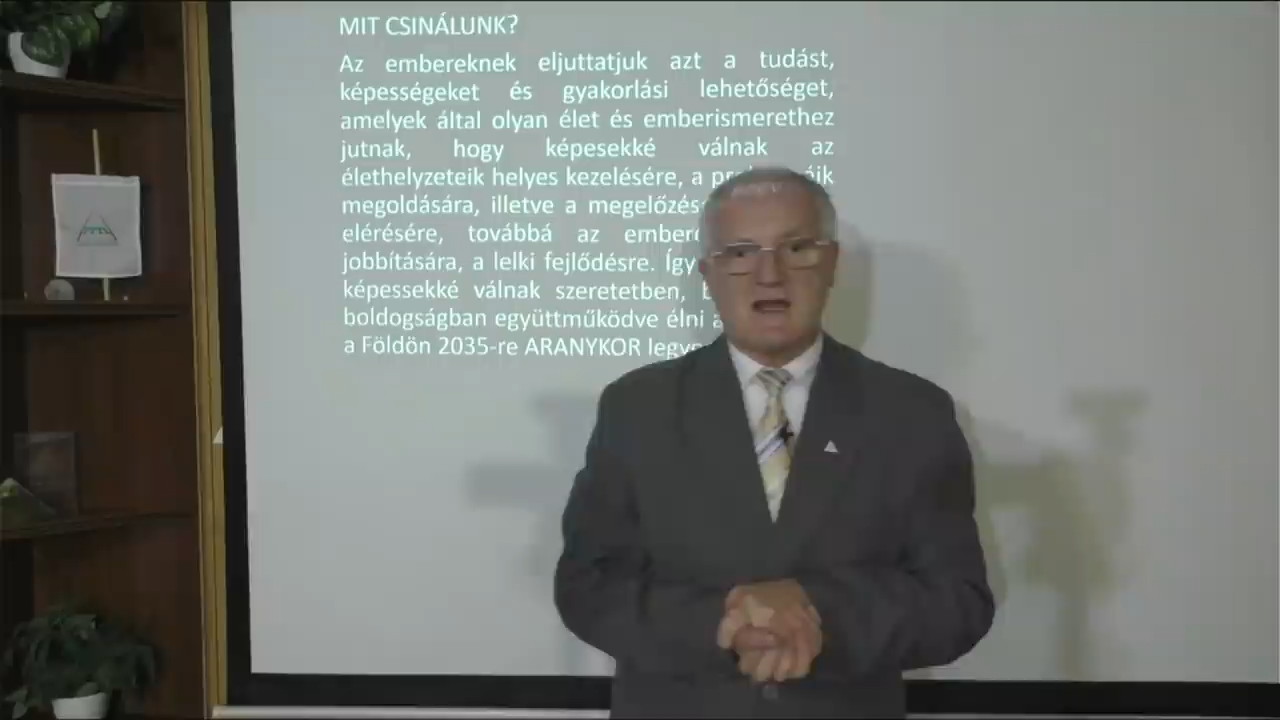 MIT CSINÁLUNK?
Az embereknek eljuttatjuk azt a tudást,
képességeket és gyakorlási lehetőséget,
amelyek által olyan élet és emberismerethez
jutnak, hogy képesekké válnak az
élethelyzeteik helyes kezelésére, a
megoldására, illetve a
elérésére, továbbá az
jobbítására, a lelki fejlődésre. Így
képessekké válnak szeretetben,
boldogságban együttműködve élni
a Földön 2035-re ARANYKOR